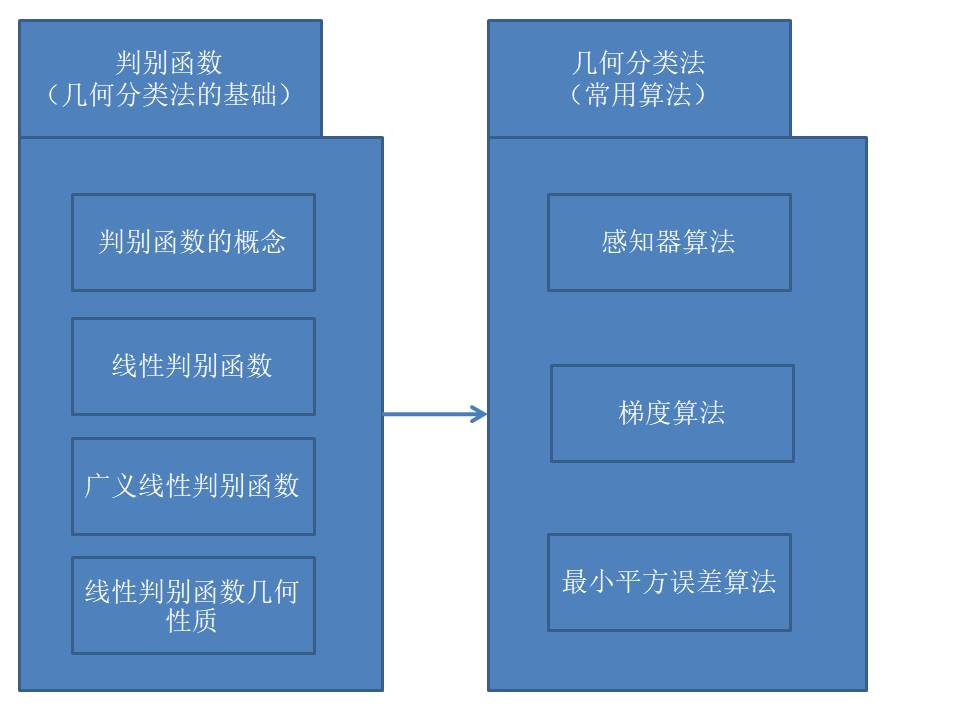 判别函数
（几何分类法的基础）
判别函数的概念
线性判别函数
广义线性判别函数
线性判别函数几何
性质
几何分类法
（常用算法）
感知器算法
梯度算法
最小平方误差算法